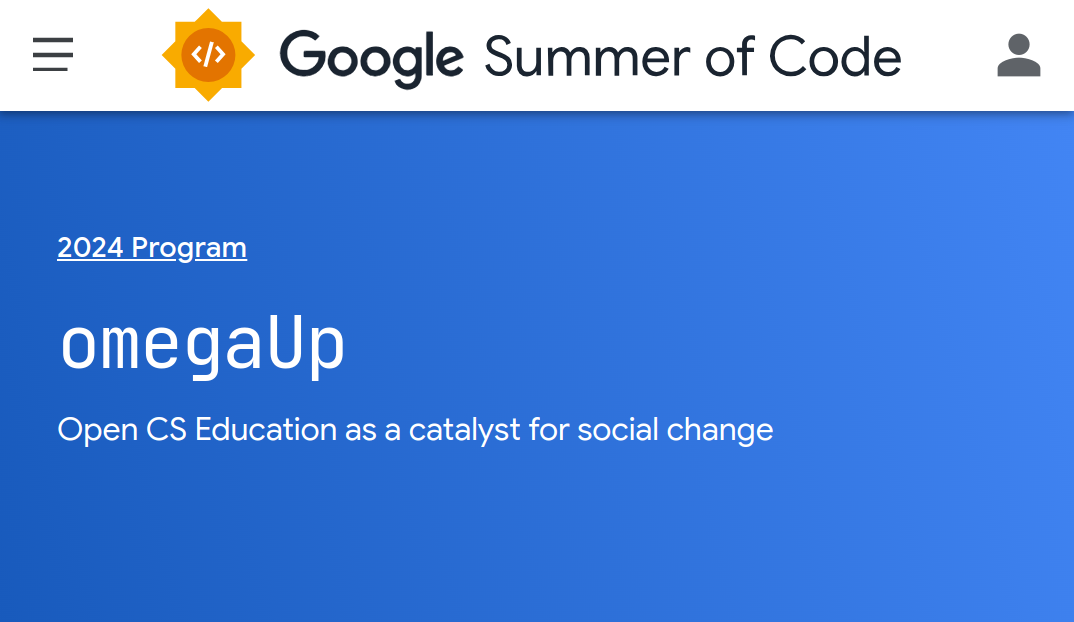 </> Google Summer of Code
2024 Program
omegaUp
Open CS Education as a catalyst for social change